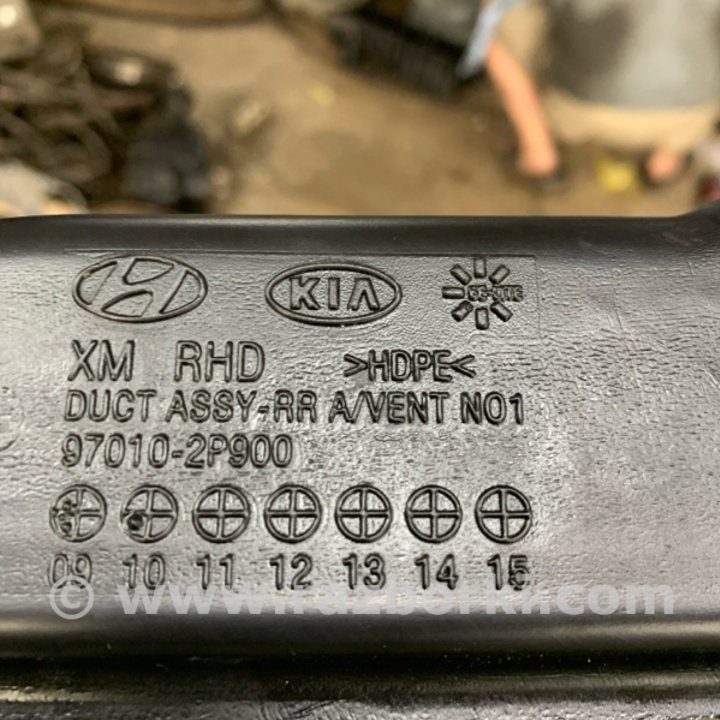 KIA
XM RHD >HDPE<
DUCT ASSY-RR A/VENT NO1
97010-2P900
09 10 11 12 13 14 15
© www.razborki.com